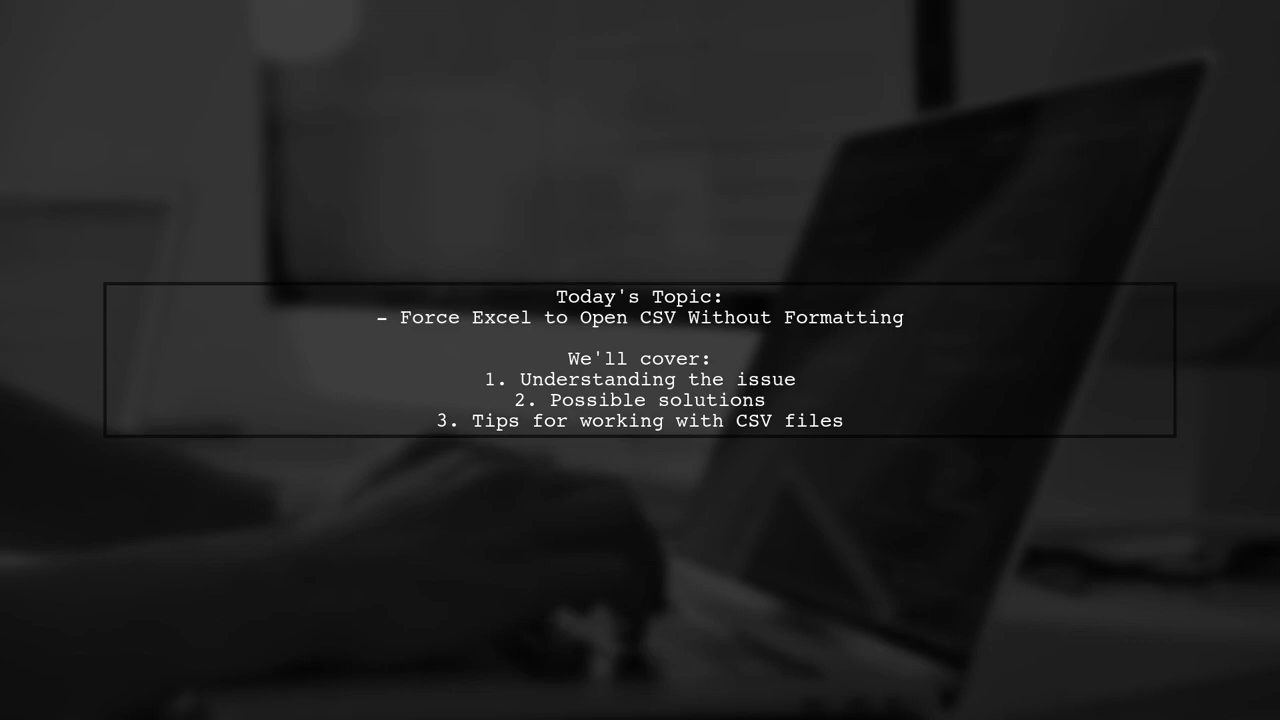 Today's Topic:
- Force Excel to Open CSV Without Formatting
We'll cover:
1. Understanding the issue
2. Possible solutions
3. Tips for working with CSV files